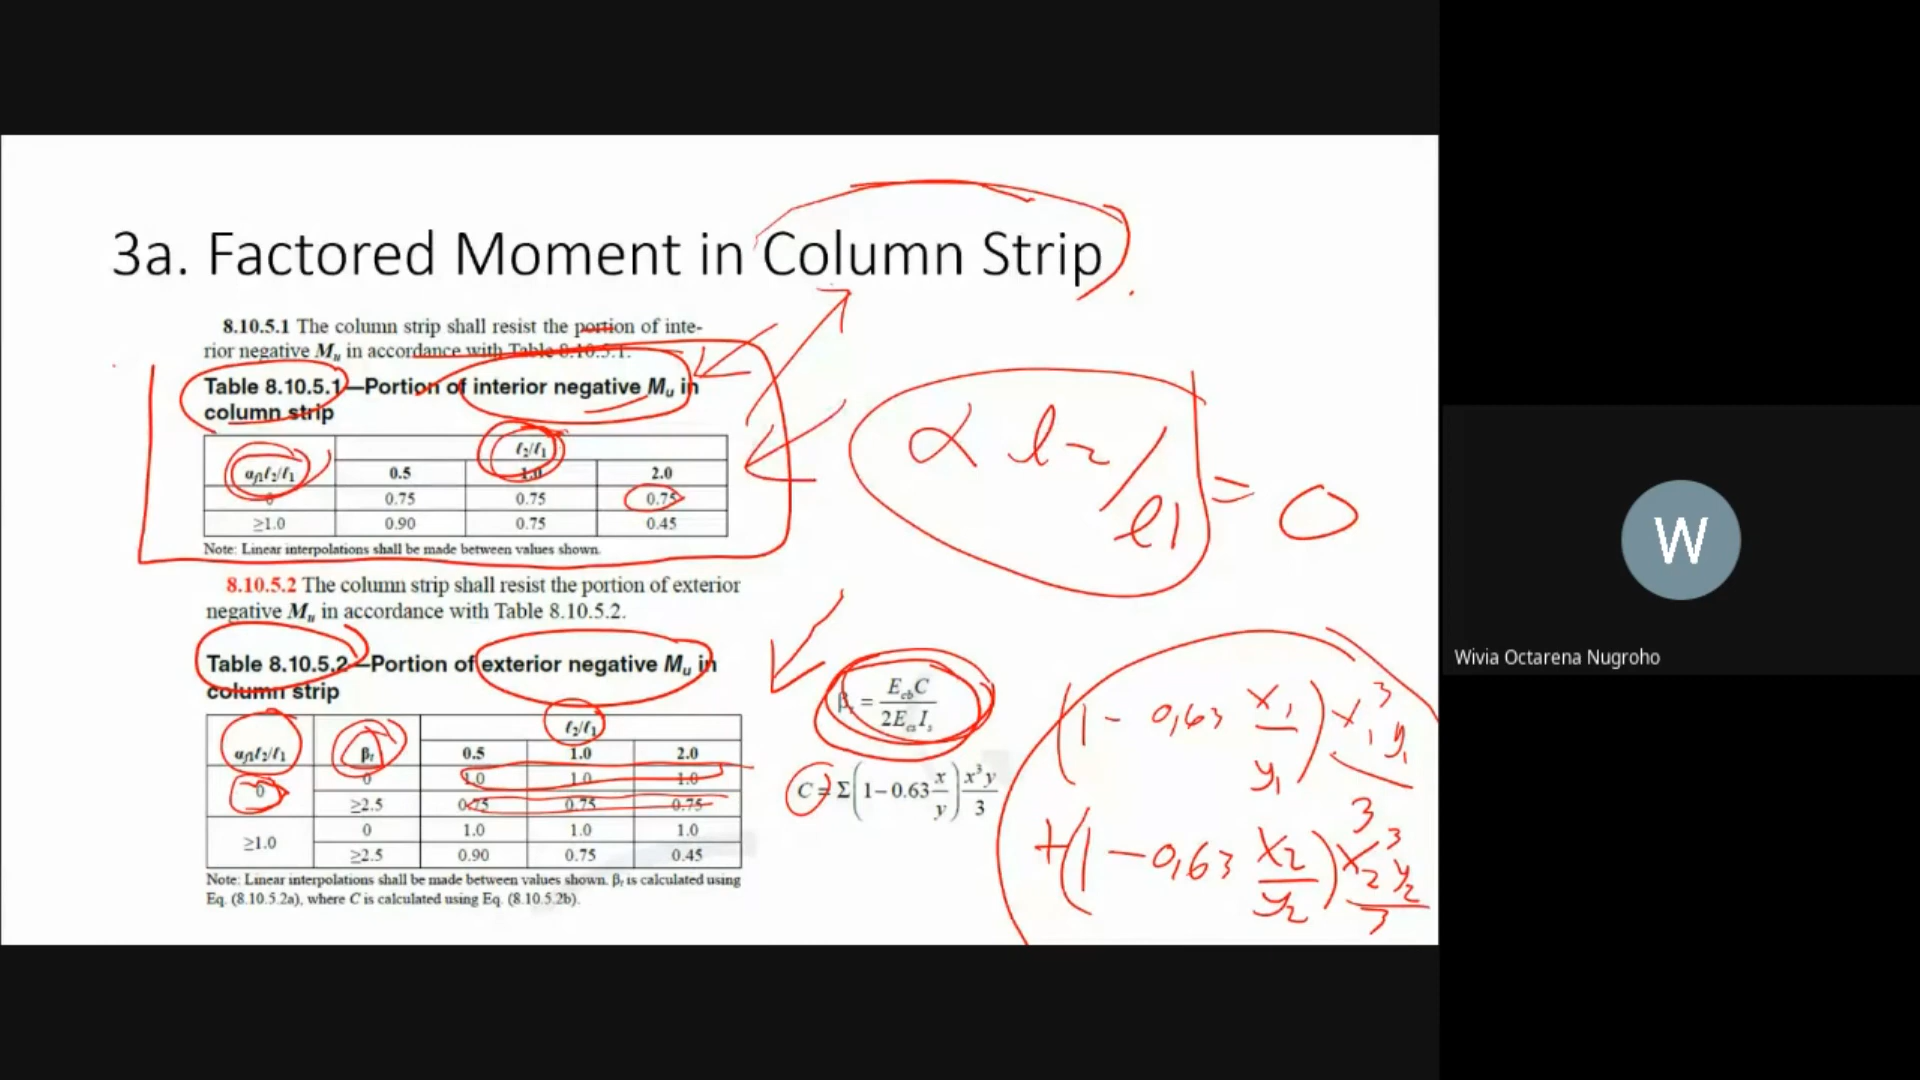 3a. Factored Moment in Column Strip
8.10.5.1 The column strip shall resist the portion of inte-
rior negative Mu in accordance with Table 8.10.5.1.
Table 8.10.5.1—Portion of interior negative Mu in
column strip
ℓ2/ℓ1
αf1ℓ2/ℓ1 0.5 1.0 2.0
0 0.75 0.75 0.75
≥1.0 0.90 0.75 0.45
Note: Linear interpolations shall be made between values shown.
α l2/l1 = 0
8.10.5.2 The column strip shall resist the portion of exterior
negative Mu in accordance with Table 8.10.5.2.
Table 8.10.5.2—Portion of exterior negative Mu in
column strip
ℓ2/ℓ1
αf1ℓ2/ℓ1 βt 0.5 1.0 2.0
0 0 1.0 1.0 1.0
≥2.5 0.75 0.75 0.75
≥1.0 0 1.0 1.0 1.0
≥2.5 0.90 0.75 0.45
Note: Linear interpolations shall be made between values shown. βt is calculated using
Eq. (8.10.5.2a), where C is calculated using Eq. (8.10.5.2b).
βt = EcbC / 2EcsIs
C = Σ(1−0.63 x/y) x³y/3
(1 - 0,63 x1/y1) x1³ y1 / 3
+(1 - 0,63 x2/y2) x2³ y2 / 3
W
Wivia Octarena Nugroho